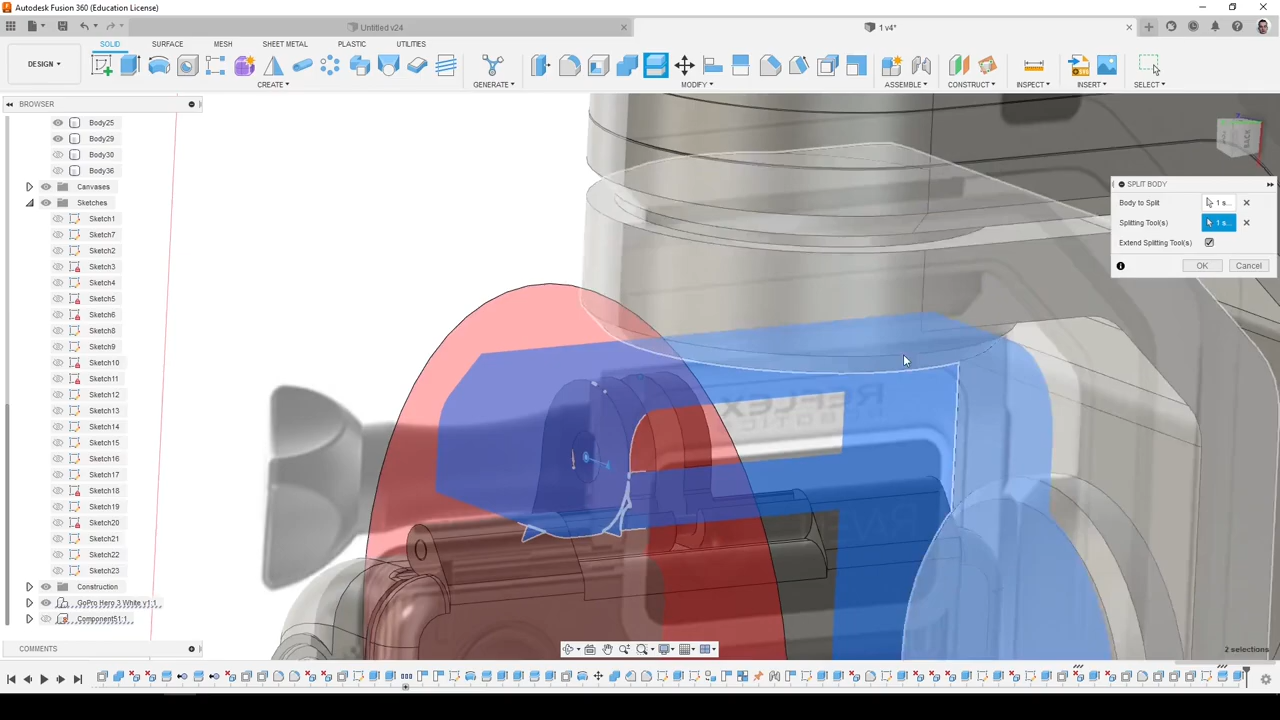 Autodesk Fusion 360 (Education License)
Untitled v24
1 v4*
SOLID SURFACE MESH SHEET METAL PLASTIC UTILITIES
DESIGN
CREATE GENERATE MODIFY ASSEMBLE CONSTRUCT INSPECT INSERT SELECT
BROWSER
Body25
Body29
Body30
Body36
Canvases
Sketches
Sketch1
Sketch7
Sketch2
Sketch3
Sketch4
Sketch5
Sketch6
Sketch8
Sketch9
Sketch10
Sketch11
Sketch12
Sketch13
Sketch14
Sketch15
Sketch16
Sketch17
Sketch18
Sketch19
Sketch20
Sketch21
Sketch22
Sketch23
Construction
GoPro Hero 3 White v1:1
Component51:1
COMMENTS
BACK
SPLIT BODY
Body to Split 1 s...
Splitting Tool(s) 1 s...
Extend Splitting Tool(s)
OK Cancel
REFLEX
2 selections